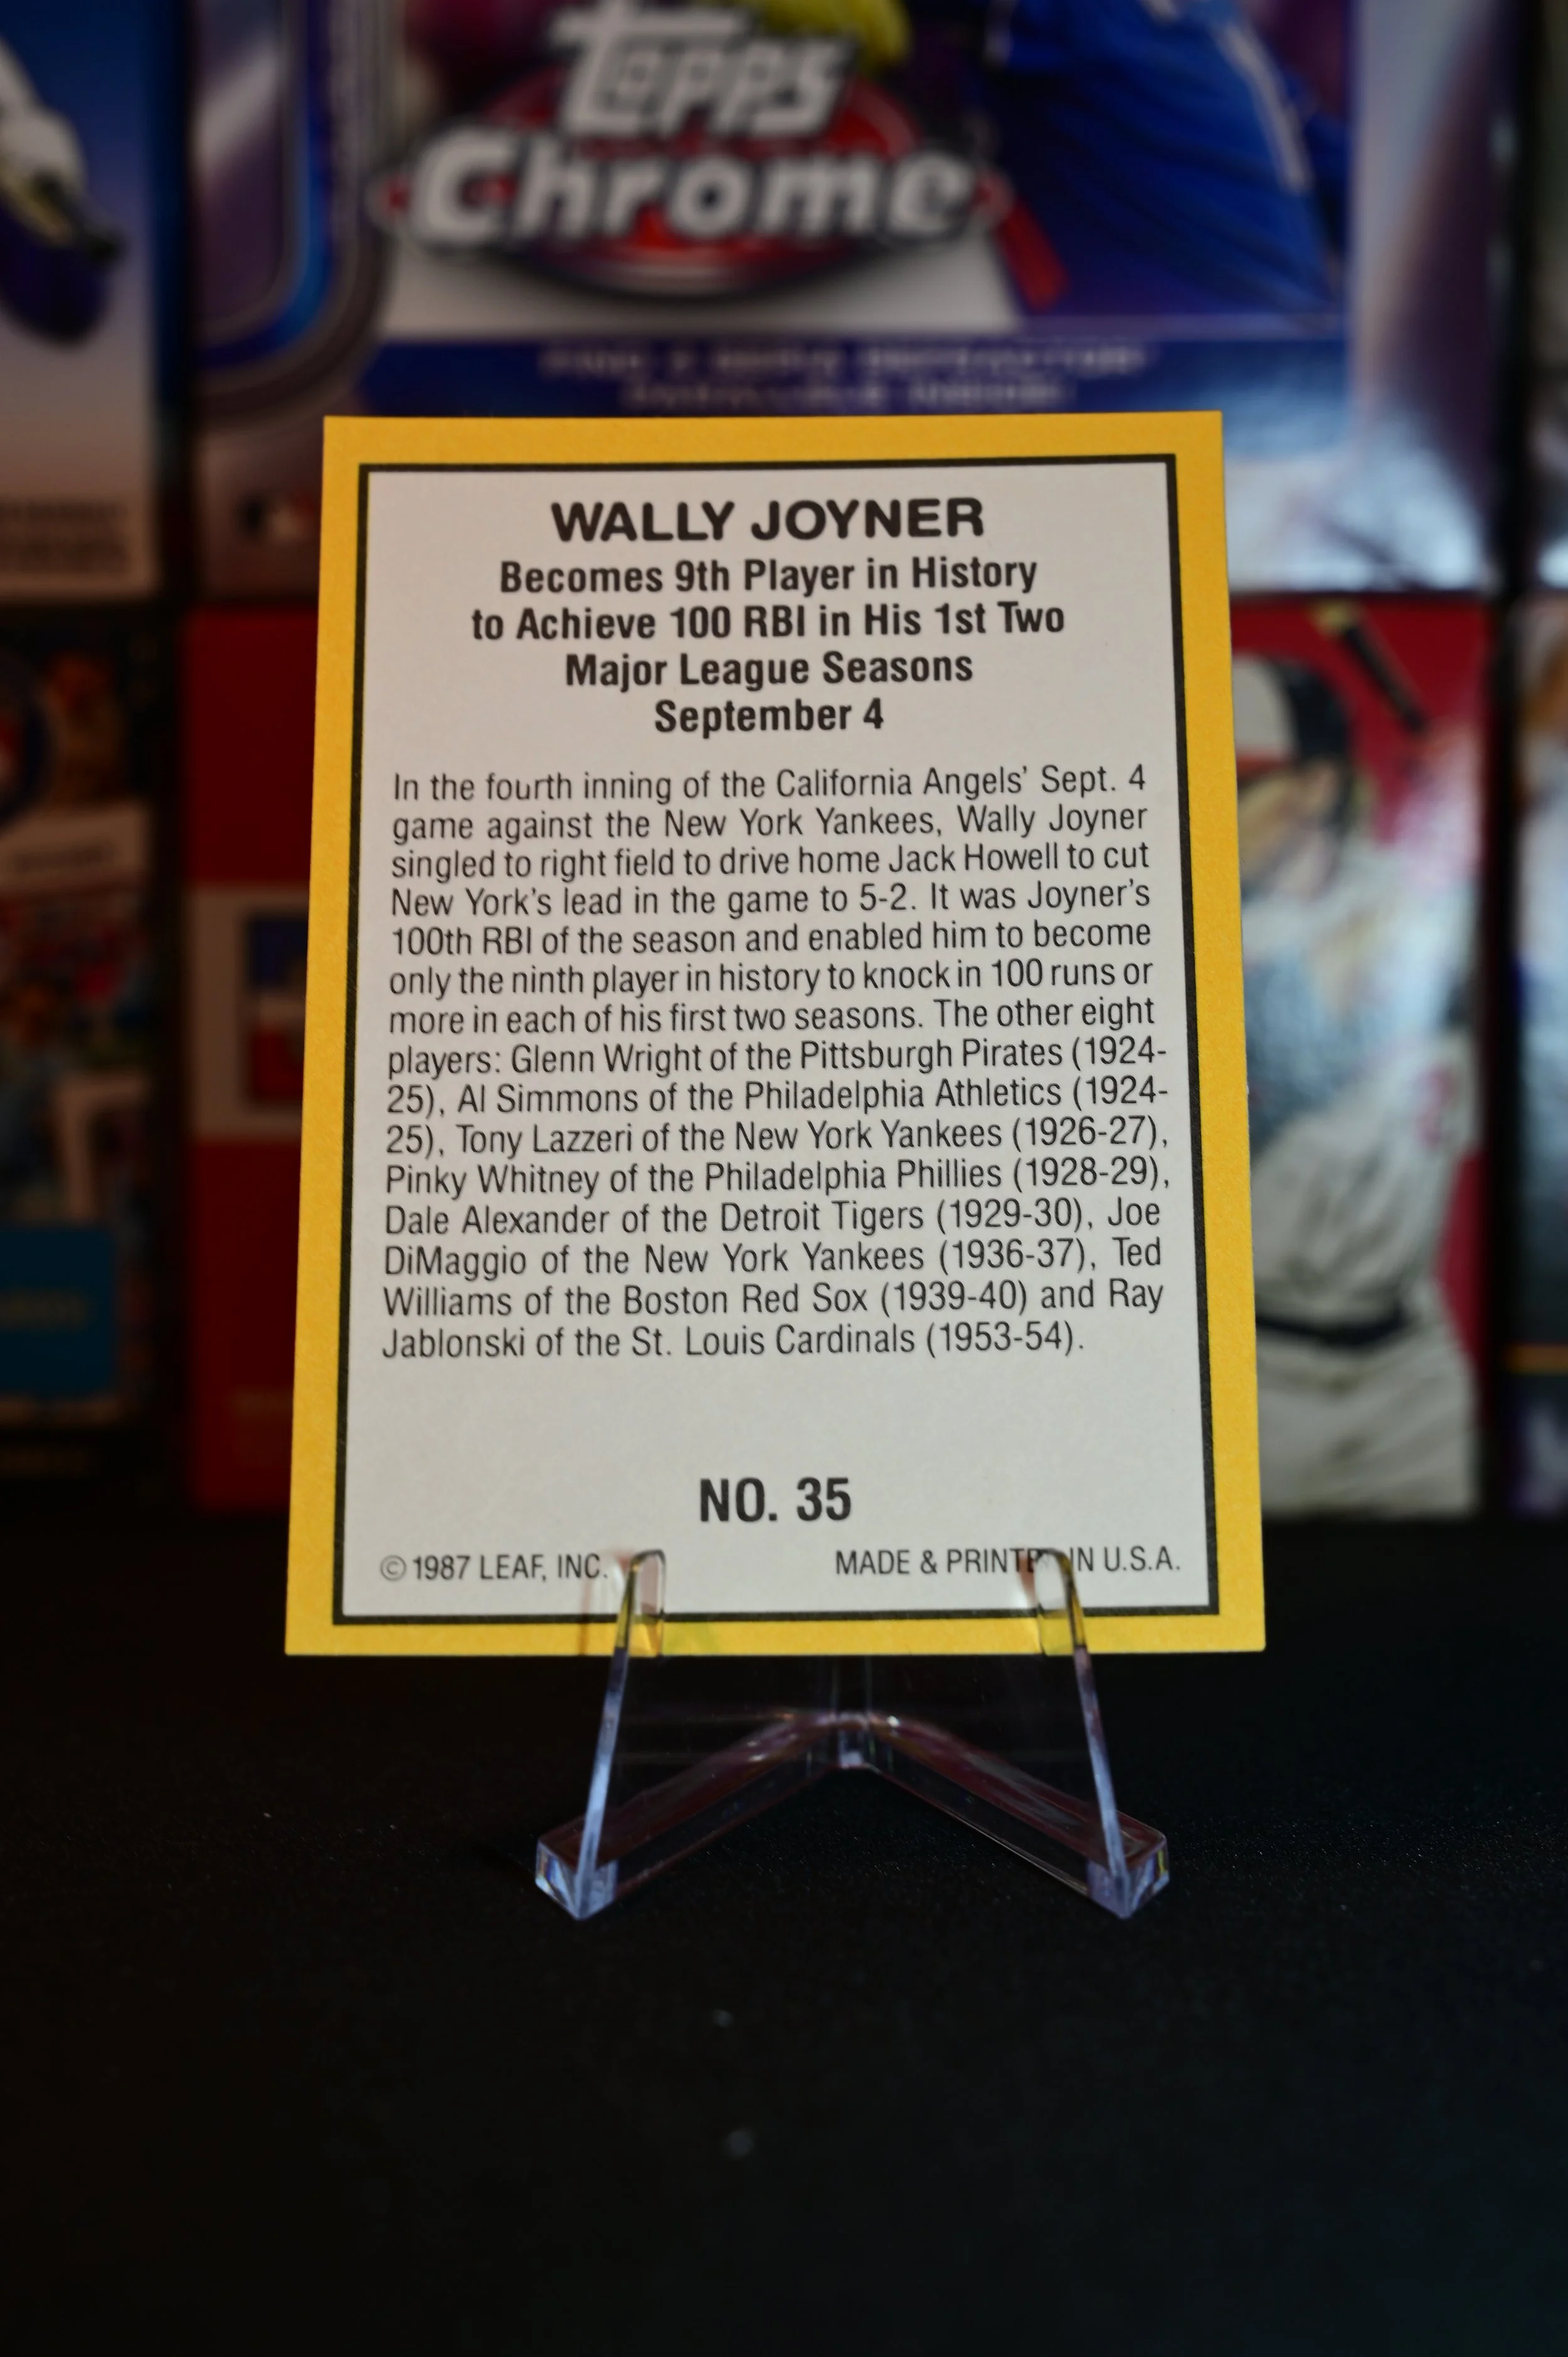 Topps
Chrome
WALLY JOYNER
Becomes 9th Player in History
to Achieve 100 RBI in His 1st Two
Major League Seasons
September 4
In the fourth inning of the California Angels' Sept. 4
game against the New York Yankees, Wally Joyner
singled to right field to drive home Jack Howell to cut
New York's lead in the game to 5-2. It was Joyner's
100th RBI of the season and enabled him to become
only the ninth player in history to knock in 100 runs or
more in each of his first two seasons. The other eight
players: Glenn Wright of the Pittsburgh Pirates (1924-
25), Al Simmons of the Philadelphia Athletics (1924-
25), Tony Lazzeri of the New York Yankees (1926-27),
Pinky Whitney of the Philadelphia Phillies (1928-29),
Dale Alexander of the Detroit Tigers (1929-30), Joe
DiMaggio of the New York Yankees (1936-37), Ted
Williams of the Boston Red Sox (1939-40) and Ray
Jablonski of the St. Louis Cardinals (1953-54).
NO. 35
© 1987 LEAF, INC. MADE & PRINTED IN U.S.A.